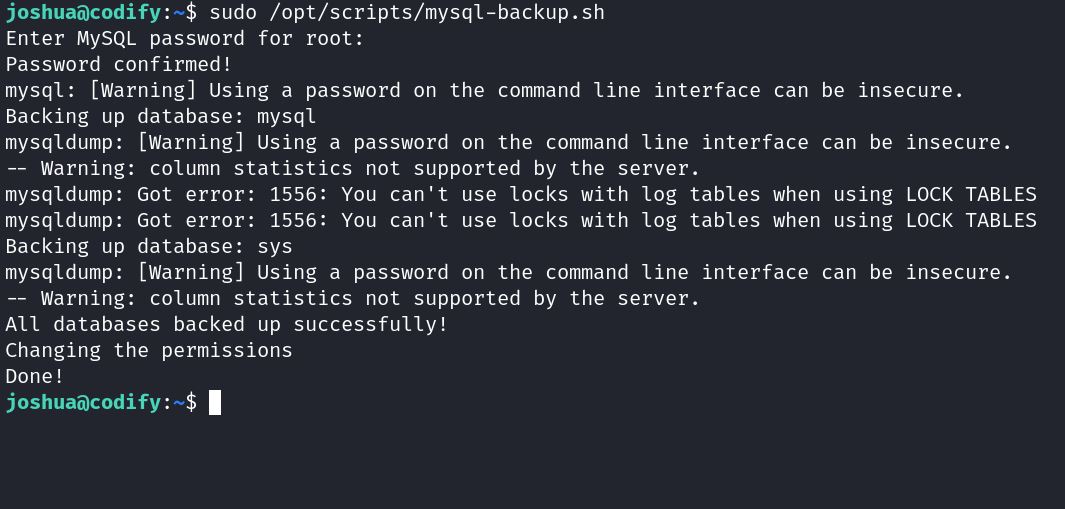 joshua@codify:~$ sudo /opt/scripts/mysql-backup.sh
Enter MySQL password for root:
Password confirmed!
mysql: [Warning] Using a password on the command line interface can be insecure.
Backing up database: mysql
mysqldump: [Warning] Using a password on the command line interface can be insecure.
-- Warning: column statistics not supported by the server.
mysqldump: Got error: 1556: You can't use locks with log tables when using LOCK TABLES
mysqldump: Got error: 1556: You can't use locks with log tables when using LOCK TABLES
Backing up database: sys
mysqldump: [Warning] Using a password on the command line interface can be insecure.
-- Warning: column statistics not supported by the server.
All databases backed up successfully!
Changing the permissions
Done!
joshua@codify:~$